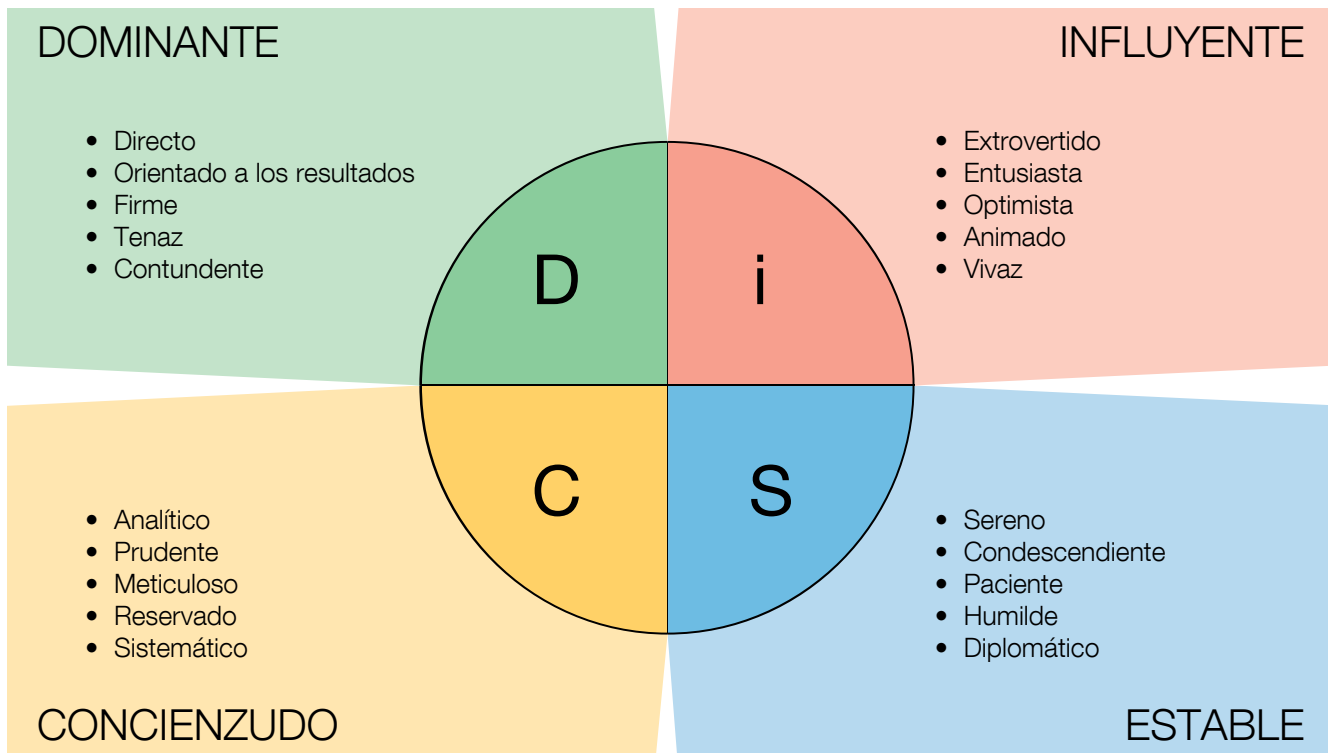 DOMINANTE
• Directo
• Orientado a los resultados
• Firme
• Tenaz
• Contundente
INFLUYENTE
• Extrovertido
• Entusiasta
• Optimista
• Animado
• Vivaz
D
i
C
S
• Analítico
• Prudente
• Meticuloso
• Reservado
• Sistemático
CONCIENZUDO
• Sereno
• Condescendiente
• Paciente
• Humilde
• Diplomático
ESTABLE